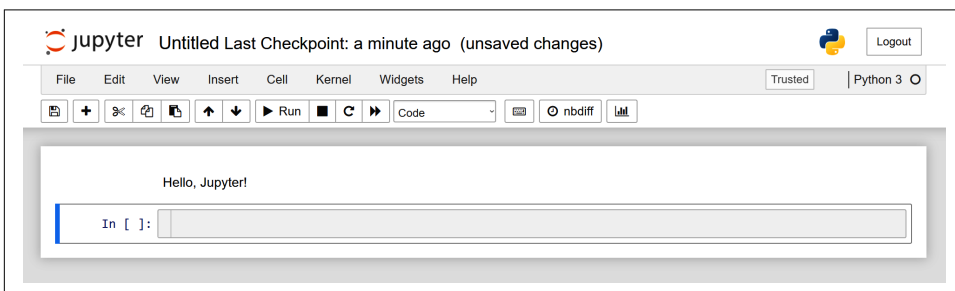 jupyter Untitled Last Checkpoint: a minute ago (unsaved changes) Logout
File Edit View Insert Cell Kernel Widgets Help Trusted Python 3
Run Code nbdiff
Hello, Jupyter!
In [ ]: